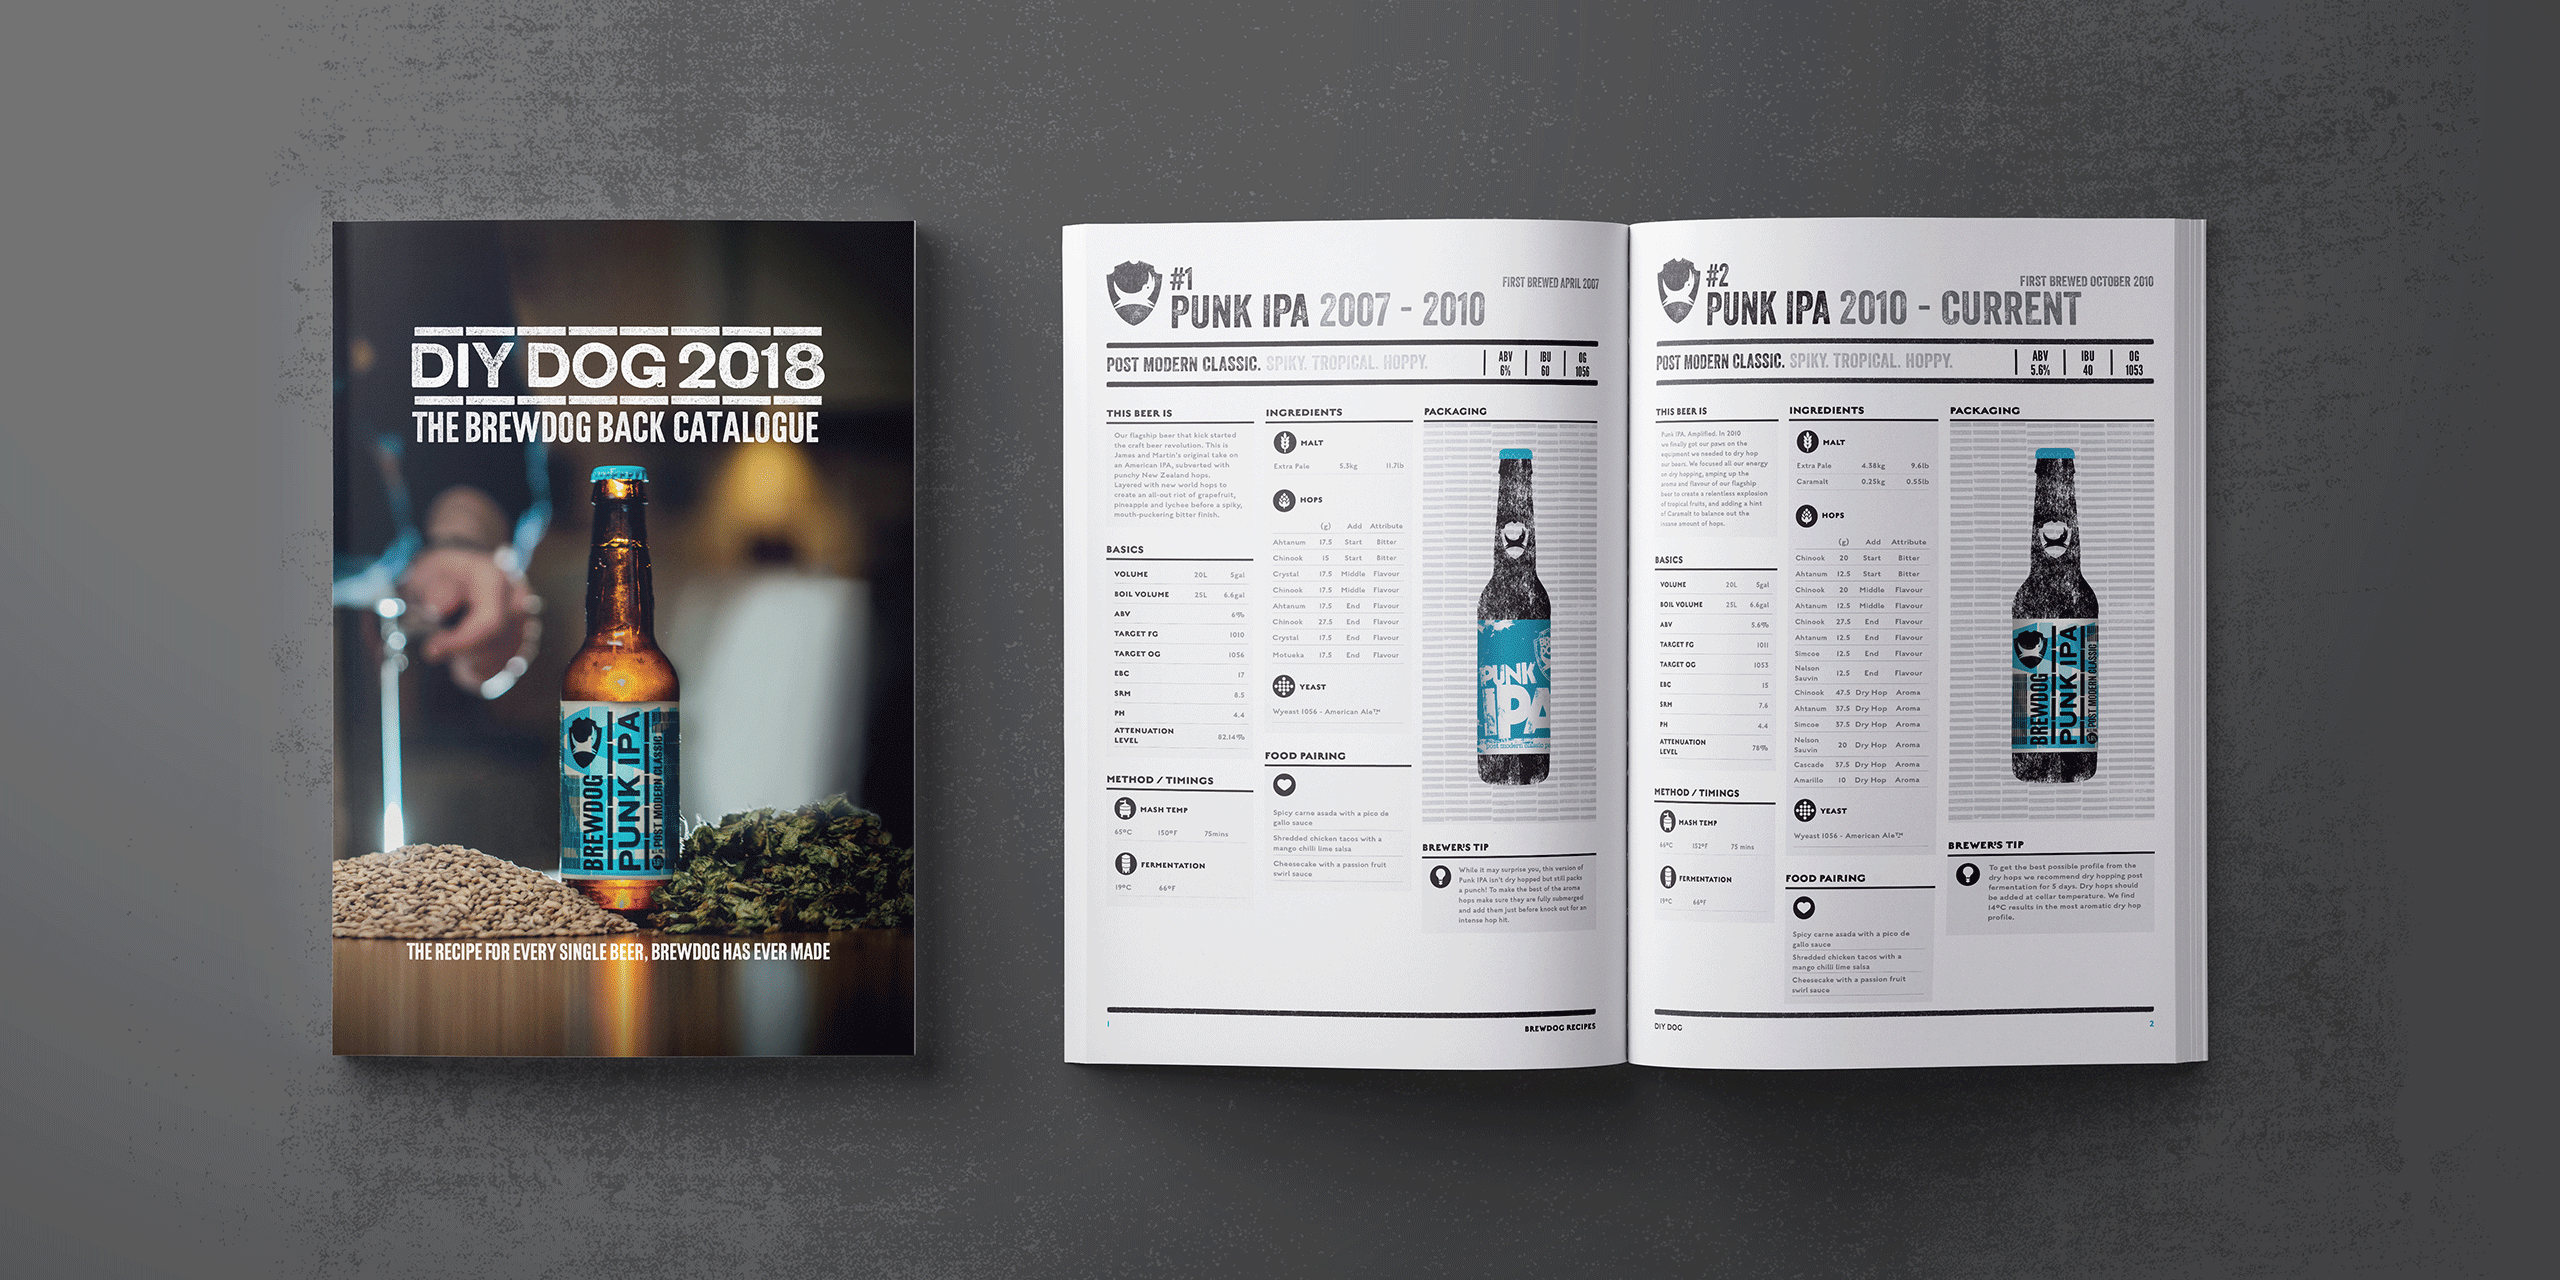 DIY DOG 2018
THE BREWDOG BACK CATALOGUE
BREWDOG
PUNK IPA
POST MODERN CLASSIC
THE RECIPE FOR EVERY SINGLE BEER, BREWDOG HAS EVER MADE
#1
FIRST BREWED APRIL 2007
PUNK IPA 2007 - 2010
POST MODERN CLASSIC. SPIKY. TROPICAL. HOPPY.
ABV IBU OG
6% 60 1056
THIS BEER IS
Our flagship beer that kick started
the craft beer revolution. This is
James and Martin's original take on
an American IPA, subverted with
punchy New Zealand hops.
Layered with new world hops to
create an all-out riot of grapefruit,
pineapple and lychee before a spiky,
mouth-puckering bitter finish.
BASICS
VOLUME 20L 5gal
BOIL VOLUME 25L 6.6gal
ABV 6%
TARGET FG 1010
TARGET OG 1056
EBC 17
SRM 8.5
PH 4.4
ATTENUATION
LEVEL 82.14%
METHOD / TIMINGS
MASH TEMP
65°C 150°F 75mins
FERMENTATION
19°C 66°F
INGREDIENTS
MALT
Extra Pale 5.3kg 11.7lb
HOPS
(g) Add Attribute
Ahtanum 17.5 Start Bitter
Chinook 15 Start Bitter
Crystal 17.5 Middle Flavour
Chinook 17.5 Middle Flavour
Ahtanum 17.5 End Flavour
Chinook 27.5 End Flavour
Crystal 17.5 End Flavour
Motueka 17.5 End Flavour
YEAST
Wyeast 1056 - American Ale™
FOOD PAIRING
Spicy carne asada with a pico de
gallo sauce
Shredded chicken tacos with a
mango chilli lime salsa
Cheesecake with a passion fruit
swirl sauce
PACKAGING
PUNK
IPA
post modern classic
BREWER'S TIP
While it may surprise you, this version of
Punk IPA isn't dry hopped but still packs
a punch! To make the best of the aroma
hops make sure they are fully submerged
and add them just before knock out for an
intense hop hit.
1
BREWDOG RECIPES
#2
FIRST BREWED OCTOBER 2010
PUNK IPA 2010 - CURRENT
POST MODERN CLASSIC. SPIKY. TROPICAL. HOPPY.
ABV IBU OG
5.6% 40 1053
THIS BEER IS
Punk IPA. Amplified. In 2010
we finally got our paws on the
equipment we needed to dry hop
our beers. We focused all our energy
on dry hopping, amping up the
aroma and flavour of our flagship
beer to create a relentless explosion
of tropical fruits, and adding a hint
of Caramalt to balance out the
insane amount of hops.
BASICS
VOLUME 20L 5gal
BOIL VOLUME 25L 6.6gal
ABV 5.6%
TARGET FG 1011
TARGET OG 1053
EBC 15
SRM 7.6
PH 4.4
ATTENUATION
LEVEL 78%
METHOD / TIMINGS
MASH TEMP
66°C 152°F 75 mins
FERMENTATION
19°C 66°F
INGREDIENTS
MALT
Extra Pale 4.38kg 9.6lb
Caramalt 0.25kg 0.55lb
HOPS
(g) Add Attribute
Chinook 20 Start Bitter
Ahtanum 12.5 Start Bitter
Chinook 20 Middle Flavour
Ahtanum 12.5 Middle Flavour
Chinook 27.5 End Flavour
Ahtanum 12.5 End Flavour
Simcoe 12.5 End Flavour
Nelson
Sauvin 12.5 End Flavour
Chinook 47.5 Dry Hop Aroma
Ahtanum 37.5 Dry Hop Aroma
Simcoe 37.5 Dry Hop Aroma
Nelson
Sauvin 20 Dry Hop Aroma
Cascade 37.5 Dry Hop Aroma
Amarillo 10 Dry Hop Aroma
YEAST
Wyeast 1056 - American Ale™
FOOD PAIRING
Spicy carne asada with a pico de
gallo sauce
Shredded chicken tacos with a
mango chilli lime salsa
Cheesecake with a passion fruit
swirl sauce
PACKAGING
BREWDOG
PUNK IPA
POST MODERN CLASSIC
BREWER'S TIP
To get the best possible profile from the
dry hops we recommend dry hopping post
fermentation for 5 days. Dry hops should
be added at cellar temperature. We find
14°C results in the most aromatic dry hop
profile.
DIY DOG
2